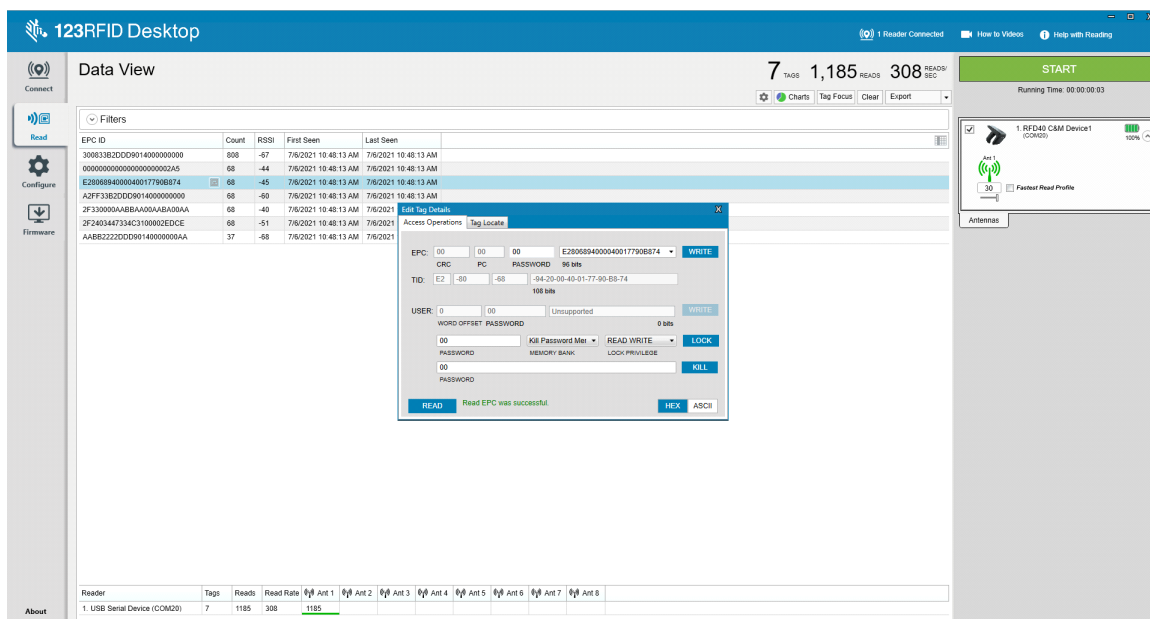 123RFID Desktop
1 Reader Connected How to Videos Help with Reading
Connect
Read
Configure
Firmware
About
Data View
7 TAGS 1,185 READS 308 READS/SEC
Charts Tag Focus Clear Export
Filters
EPC ID Count RSSI First Seen Last Seen
300833B2DDD9014000000000 808 -67 7/6/2021 10:48:13 AM 7/6/2021 10:48:13 AM
0000000000000000000002A5 68 -44 7/6/2021 10:48:13 AM 7/6/2021 10:48:13 AM
E2806894000040017790B874 68 -45 7/6/2021 10:48:13 AM 7/6/2021 10:48:13 AM
A2FF33B2DDD9014000000000 68 -60 7/6/2021 10:48:13 AM 7/6/2021 10:48:13 AM
2F330000AABBAA00AABA00AA 68 -40 7/6/2021 10:48:13 AM 7/6/2021
2F2403447334C3100002EDCE 68 -51 7/6/2021 10:48:13 AM 7/6/2021
AABB2222DDD90140000000AA 37 -68 7/6/2021 10:48:13 AM 7/6/2021
Edit Tag Details X
Access Operations Tag Locate
EPC: 00 00 00 E2806894000040017790B874 WRITE
CRC PC PASSWORD 96 bits
TID: E2 -80 -68 -94-20-00-40-01-77-90-B8-74
108 bits
USER: 0 00 Unsupported WRITE
WORD OFFSET PASSWORD 0 bits
00 Kill Password Mer READ WRITE LOCK
PASSWORD MEMORY BANK LOCK PRIVILEGE
00 KILL
PASSWORD
READ Read EPC was successful. HEX ASCII
START
Running Time: 00:00:00:03
1. RFD40 C&M Device1
(COM20) 100%
Ant 1
30 Fastest Read Profile
Antennas
Reader Tags Reads Read Rate Ant 1 Ant 2 Ant 3 Ant 4 Ant 5 Ant 6 Ant 7 Ant 8
1. USB Serial Device (COM20) 7 1185 308 1185